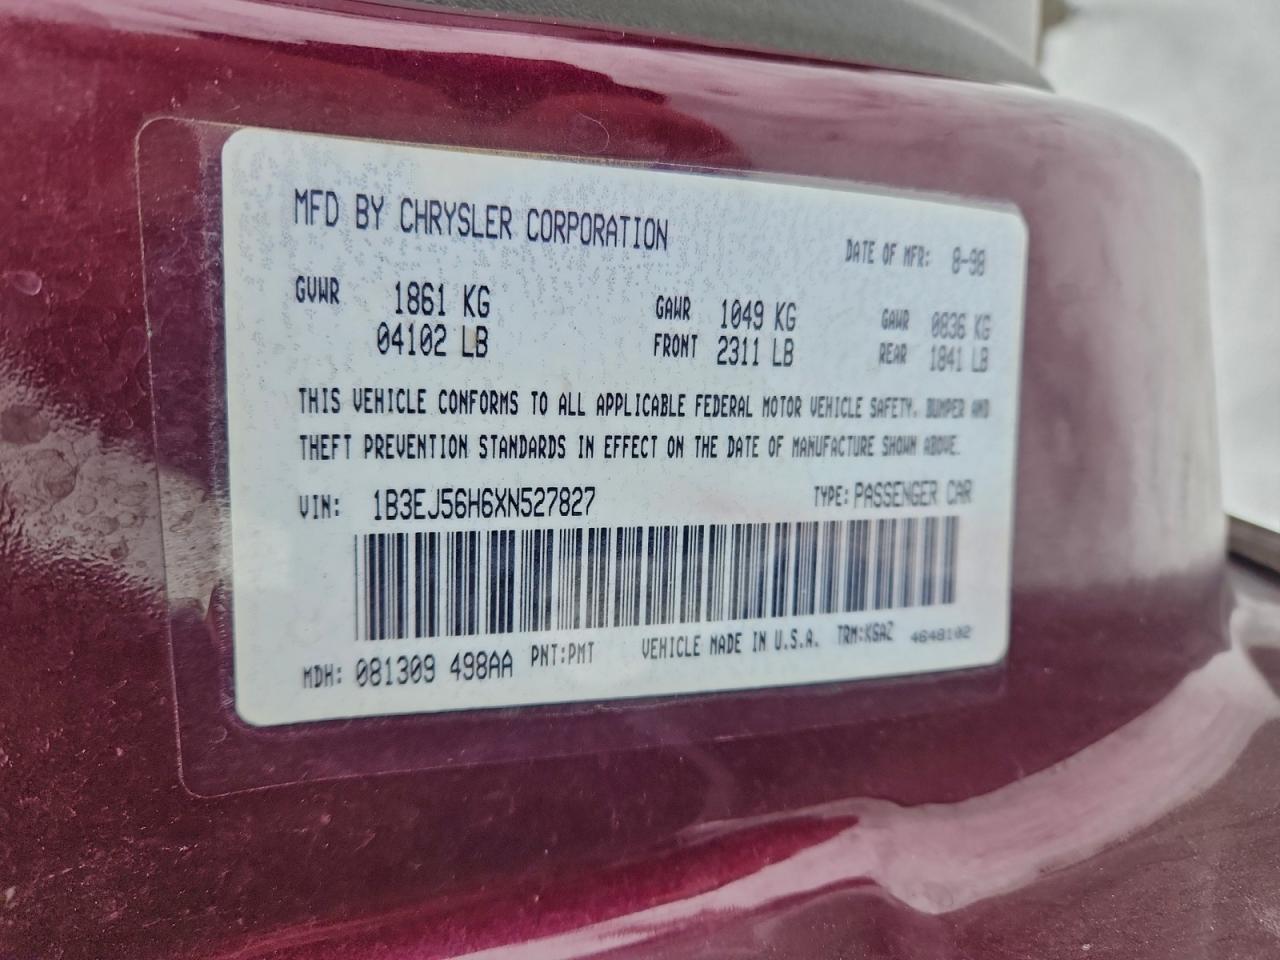 MFD BY CHRYSLER CORPORATION
DATE OF MFR: 8-98
GVWR 1861 KG GAWR 1049 KG GAWR 0836 KG
04102 LB FRONT 2311 LB REAR 1841 LB
THIS VEHICLE CONFORMS TO ALL APPLICABLE FEDERAL MOTOR VEHICLE SAFETY, BUMPER AND
THEFT PREVENTION STANDARDS IN EFFECT ON THE DATE OF MANUFACTURE SHOWN ABOVE.
VIN: 1B3EJ56H6XN527827 TYPE: PASSENGER CAR
MDH: 081309 498AA PNT:PMT VEHICLE MADE IN U.S.A. TRM:KSAZ 4648102